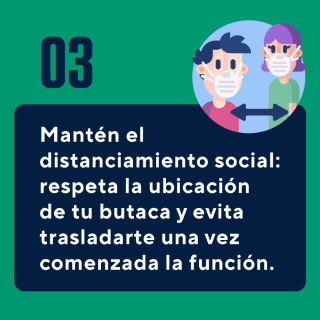 03
Mantén el
distanciamiento social:
respeta la ubicación
de tu butaca y evita
trasladarte una vez
comenzada la función.